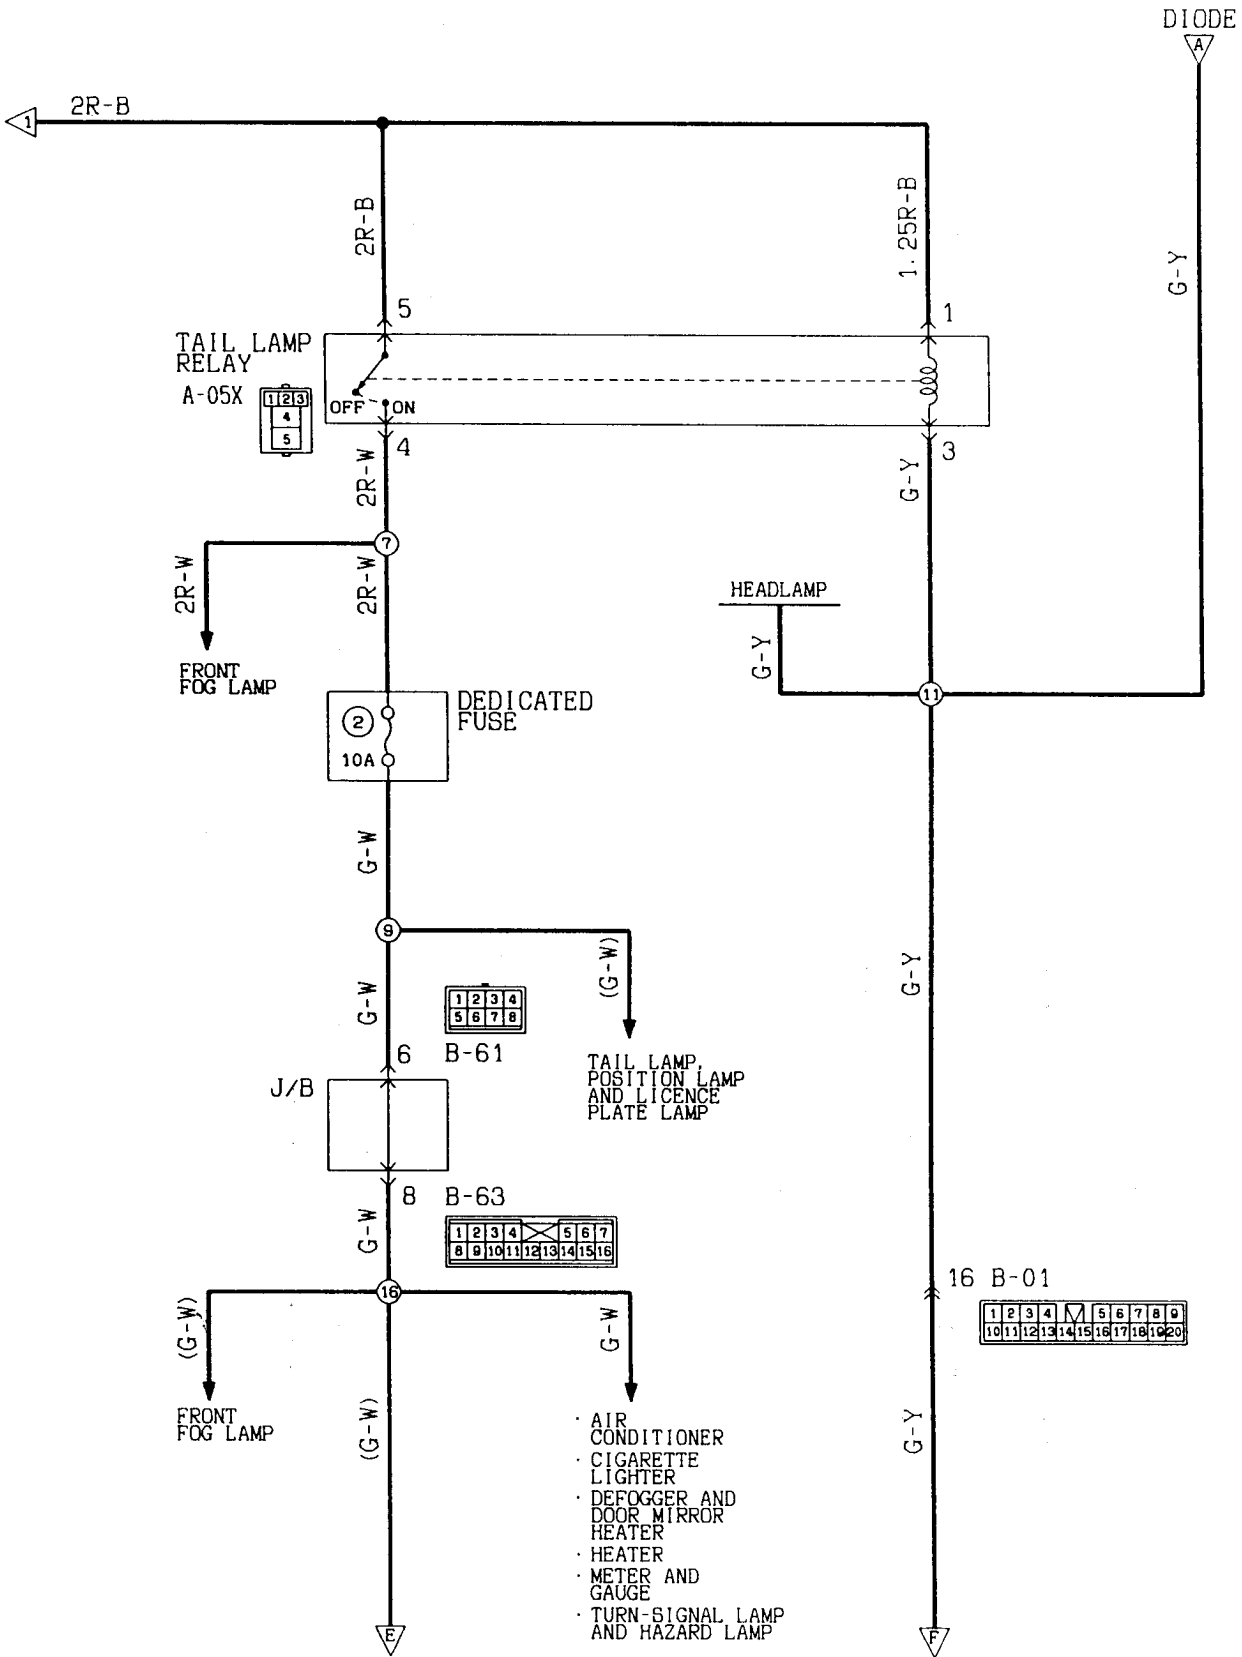 DIODE
A
1
2R-B
2R-B
1.25R-B
G-Y
5
1
TAIL LAMP
RELAY
A-05X
1 2 3
4
5
OFF
ON
4
3
2R-W
G-Y
7
2R-W
2R-W
HEADLAMP
G-Y
FRONT
FOG LAMP
11
2
10A
DEDICATED
FUSE
G-W
9
(G-W)
G-Y
G-W
1 2 3 4
5 6 7 8
6
B-61
J/B
TAIL LAMP,
POSITION LAMP
AND LICENCE
PLATE LAMP
8
B-63
G-W
1 2 3 4 5 6 7
8 9 10 11 12 13 14 15 16
16
16 B-01
1 2 3 4 5 6 7 8 9
10 11 12 13 14 15 16 17 18 19 20
(G-W)
G-W
FRONT
FOG LAMP
(G-W)
G-Y
· AIR
CONDITIONER
· CIGARETTE
LIGHTER
· DEFOGGER AND
DOOR MIRROR
HEATER
· HEATER
· METER AND
GAUGE
· TURN-SIGNAL LAMP
AND HAZARD LAMP
E
F